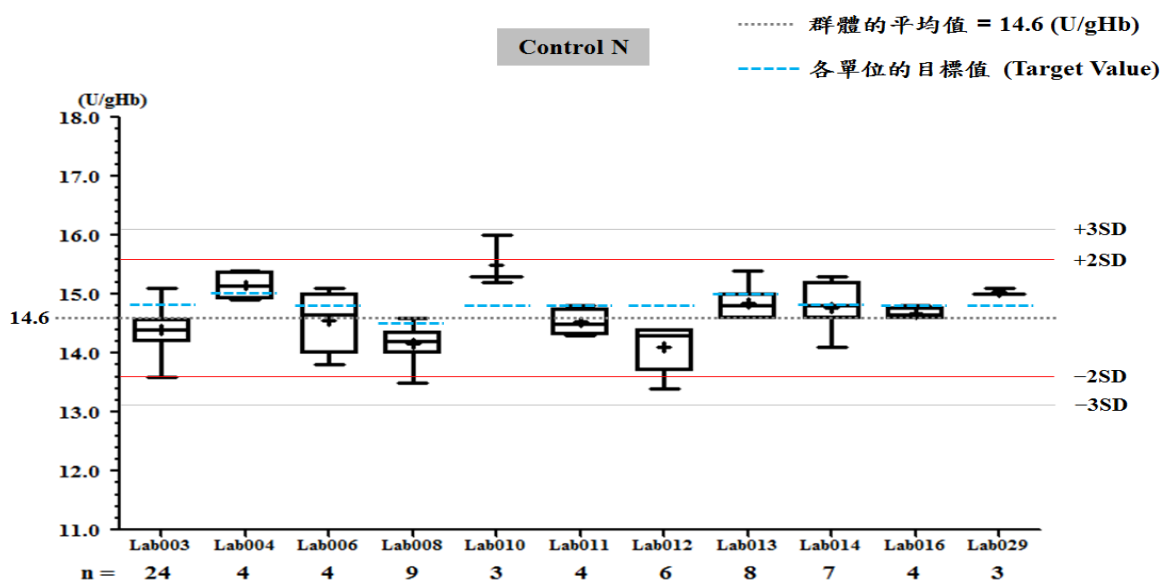 群體的平均值 = 14.6 (U/gHb)
Control N
各單位的目標值 (Target Value)
(U/gHb)
18.0
17.0
16.0
+3SD
+2SD
15.0
14.6
14.0
−2SD
13.0
−3SD
12.0
11.0
Lab003 Lab004 Lab006 Lab008 Lab010 Lab011 Lab012 Lab013 Lab014 Lab016 Lab029
n = 24 4 4 9 3 4 6 8 7 4 3